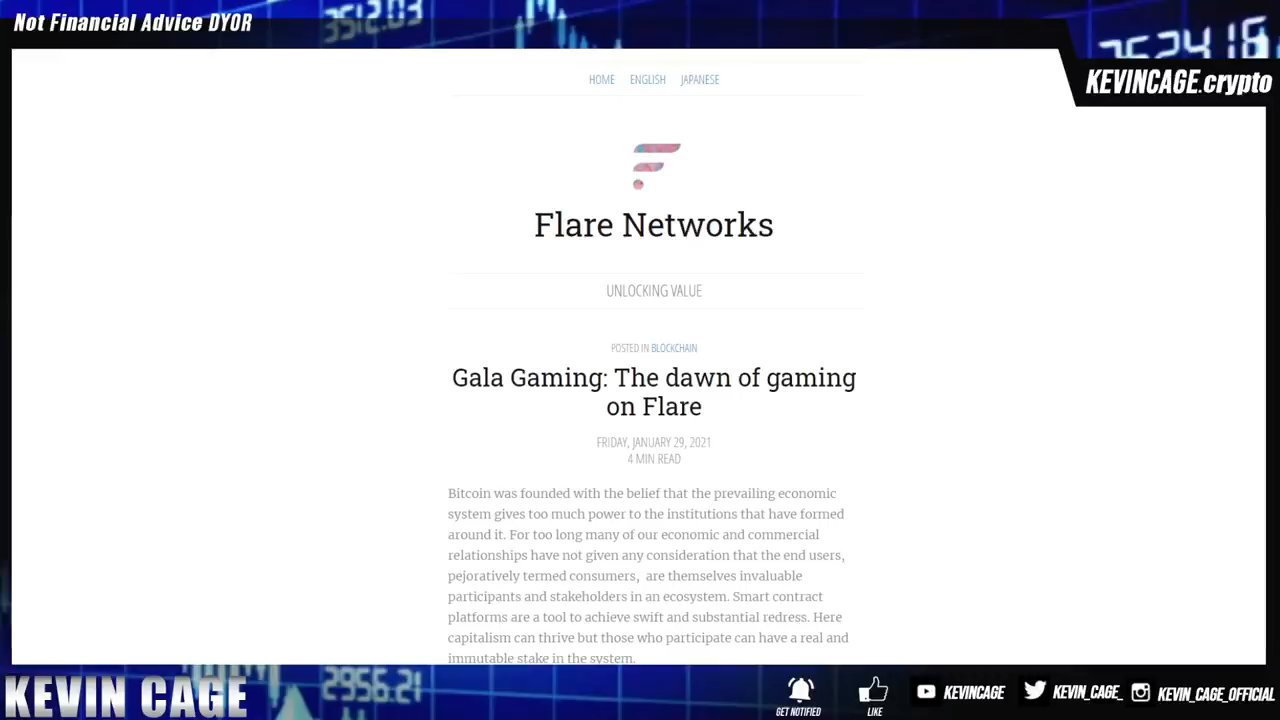 Not Financial Advice DYOR
3512.03
KEVINCAGE.crypto
HOME ENGLISH JAPANESE
Flare Networks
UNLOCKING VALUE
POSTED IN BLOCKCHAIN
Gala Gaming: The dawn of gaming
on Flare
FRIDAY, JANUARY 29, 2021
4 MIN READ
Bitcoin was founded with the belief that the prevailing economic
system gives too much power to the institutions that have formed
around it. For too long many of our economic and commercial
relationships have not given any consideration that the end users,
pejoratively termed consumers, are themselves invaluable
participants and stakeholders in an ecosystem. Smart contract
platforms are a tool to achieve swift and substantial redress. Here
capitalism can thrive but those who participate can have a real and
immutable stake in the system.
2956.21
KEVIN CAGE
GET NOTIFIED
LIKE
KEVINCAGE
KEVIN_CAGE_
KEVIN_CAGE_OFFICIAL